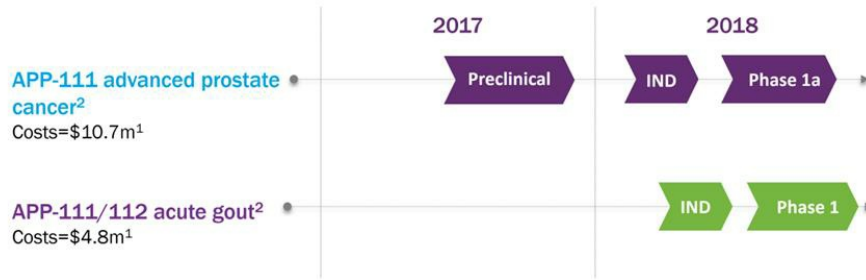 2017
2018
APP-111 advanced prostate
cancer²
Costs=$10.7m¹
Preclinical
IND
Phase 1a
APP-111/112 acute gout²
Costs=$4.8m¹
IND
Phase 1